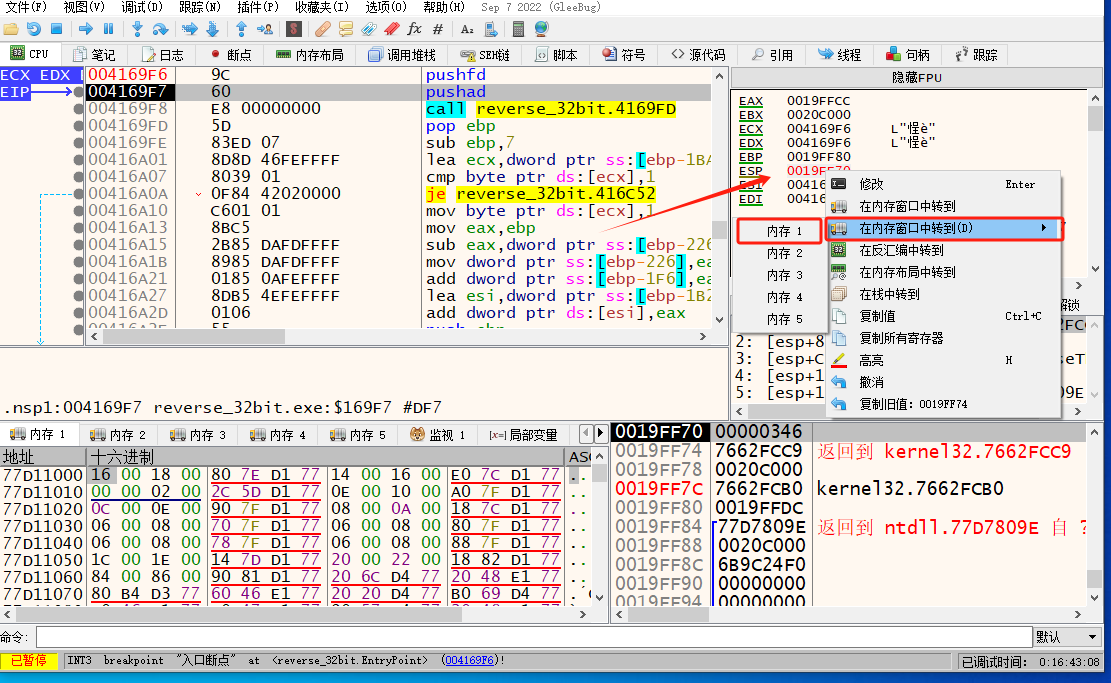 文件(F) 视图(V) 调试(D) 跟踪(N) 插件(P) 收藏夹(I) 选项(O) 帮助(H) Sep 7 2022 (GleeBug)
CPU 笔记 日志 断点 内存布局 调用堆栈 SEH链 脚本 符号 源代码 引用 线程 句柄 跟踪
ECX EDX
EIP
004169F6 9C pushfd
004169F7 60 pushad
004169F8 E8 00000000 call reverse_32bit.4169FD
004169FD 5D pop ebp
004169FE 83ED 07 sub ebp,7
00416A01 8D8D 46FEFFFF lea ecx,dword ptr ss:[ebp-1BA
00416A07 8039 01 cmp byte ptr ds:[ecx],1
00416A0A 0F84 42020000 je reverse_32bit.416C52
00416A10 C601 01 mov byte ptr ds:[ecx],1
00416A13 8BC5 mov eax,ebp
00416A15 2B85 DAFDFFFF sub eax,dword ptr ss:[ebp-226
00416A1B 8985 DAFDFFFF mov dword ptr ss:[ebp-226],ea
00416A21 0185 0AFEFFFF add dword ptr ss:[ebp-1F6],ea
00416A27 8DB5 4EFEFFFF lea esi,dword ptr ss:[ebp-1B2
00416A2D 0106 add dword ptr ds:[esi],eax
隐藏FPU
EAX 0019FFCC
EBX 0020C000
ECX 004169F6 L"悜è"
EDX 004169F6 L"悜è"
EBP 0019FF80
ESP 0019FF70
00416
EDI 00416
修改 Enter
在内存窗口中转到
在内存窗口中转到(D)
在反汇编中转到
在内存布局中转到
在栈中转到
复制值 Ctrl+C
复制所有寄存器
高亮 H
撤消
复制旧值: 0019FF74
内存 1
内存 2
内存 3
内存 4
内存 5
解锁
2: [esp+8
3: [esp+C
4: [esp+1
5: [esp+1
.nsp1:004169F7 reverse_32bit.exe:$169F7 #DF7
内存 1 内存 2 内存 3 内存 4 内存 5 监视 1 [x=]局部变量
地址 十六进制 ASC
77D11000 16 00 18 00 80 7E D1 77 14 00 16 00 E0 7C D1 77
77D11010 00 00 02 00 2C 5D D1 77 0E 00 10 00 A0 7F D1 77
77D11020 0C 00 0E 00 90 7F D1 77 08 00 0A 00 18 7C D1 77
77D11030 06 00 08 00 70 7F D1 77 06 00 08 00 80 7F D1 77
77D11040 06 00 08 00 78 7F D1 77 06 00 08 00 88 7F D1 77
77D11050 1C 00 1E 00 14 7D D1 77 20 00 22 00 18 82 D1 77
77D11060 84 00 86 00 90 81 D1 77 20 6C D4 77 20 48 E1 77
77D11070 80 B4 D3 77 60 46 E1 77 20 20 D4 77 B0 69 D4 77
0019FF70 00000346
0019FF74 7662FCC9 返回到 kernel32.7662FCC9
0019FF78 0020C000
0019FF7C 7662FCB0 kernel32.7662FCB0
0019FF80 0019FFDC
0019FF84 77D7809E 返回到 ntdll.77D7809E 自 ?
0019FF88 0020C000
0019FF8C 6B9C24F0
0019FF90 00000000
0019FF94 00000000
命令: 默认
已暂停 INT3 breakpoint "入口断点" at <reverse_32bit.EntryPoint> (004169F6)! 已调试时间: 0:16:43:08